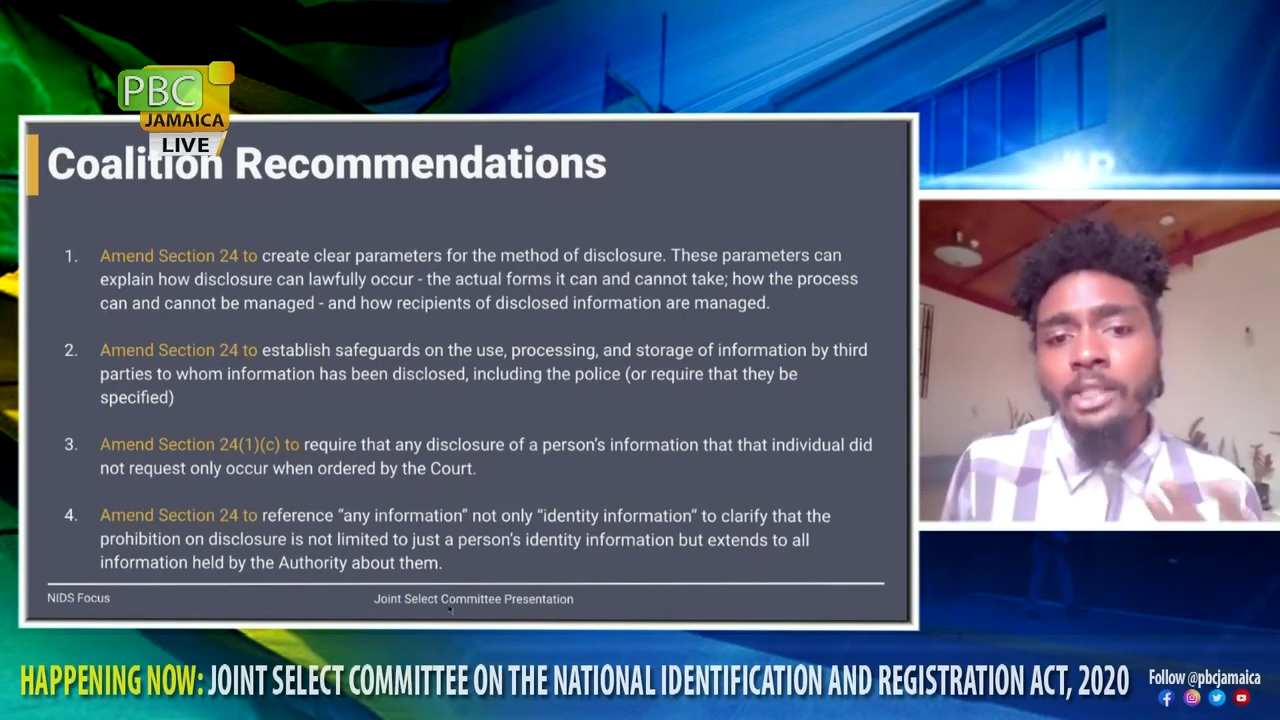 PBC
JAMAICA
LIVE
Coalition Recommendations
1. Amend Section 24 to create clear parameters for the method of disclosure. These parameters can
explain how disclosure can lawfully occur - the actual forms it can and cannot take; how the process
can and cannot be managed - and how recipients of disclosed information are managed.
2. Amend Section 24 to establish safeguards on the use, processing, and storage of information by third
parties to whom information has been disclosed, including the police (or require that they be
specified)
3. Amend Section 24(1)(c) to require that any disclosure of a person's information that that individual did
not request only occur when ordered by the Court.
4. Amend Section 24 to reference “any information” not only “identity information” to clarify that the
prohibition on disclosure is not limited to just a person's identity information but extends to all
information held by the Authority about them.
NIDS Focus
Joint Select Committee Presentation
HAPPENING NOW: JOINT SELECT COMMITTEE ON THE NATIONAL IDENTIFICATION AND REGISTRATION ACT, 2020
Follow @pbcjamaica